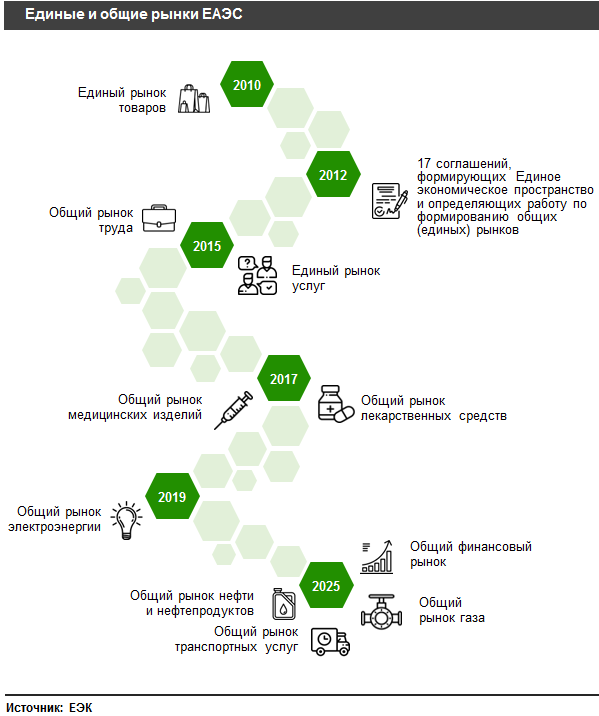 Единые и общие рынки ЕАЭС
2010
Единый рынок
товаров
2012
17 соглашений,
формирующих Единое
экономическое пространство
и определяющих работу по
формированию общих
(единых) рынков
Общий рынок
труда
2015
Единый рынок
услуг
2017
Общий рынок
медицинских изделий
Общий рынок
лекарственных средств
2019
Общий рынок
электроэнергии
Общий финансовый
рынок
2025
Общий рынок нефти
и нефтепродуктов
Общий
рынок газа
Общий рынок
транспортных услуг
Источник: ЕЭК